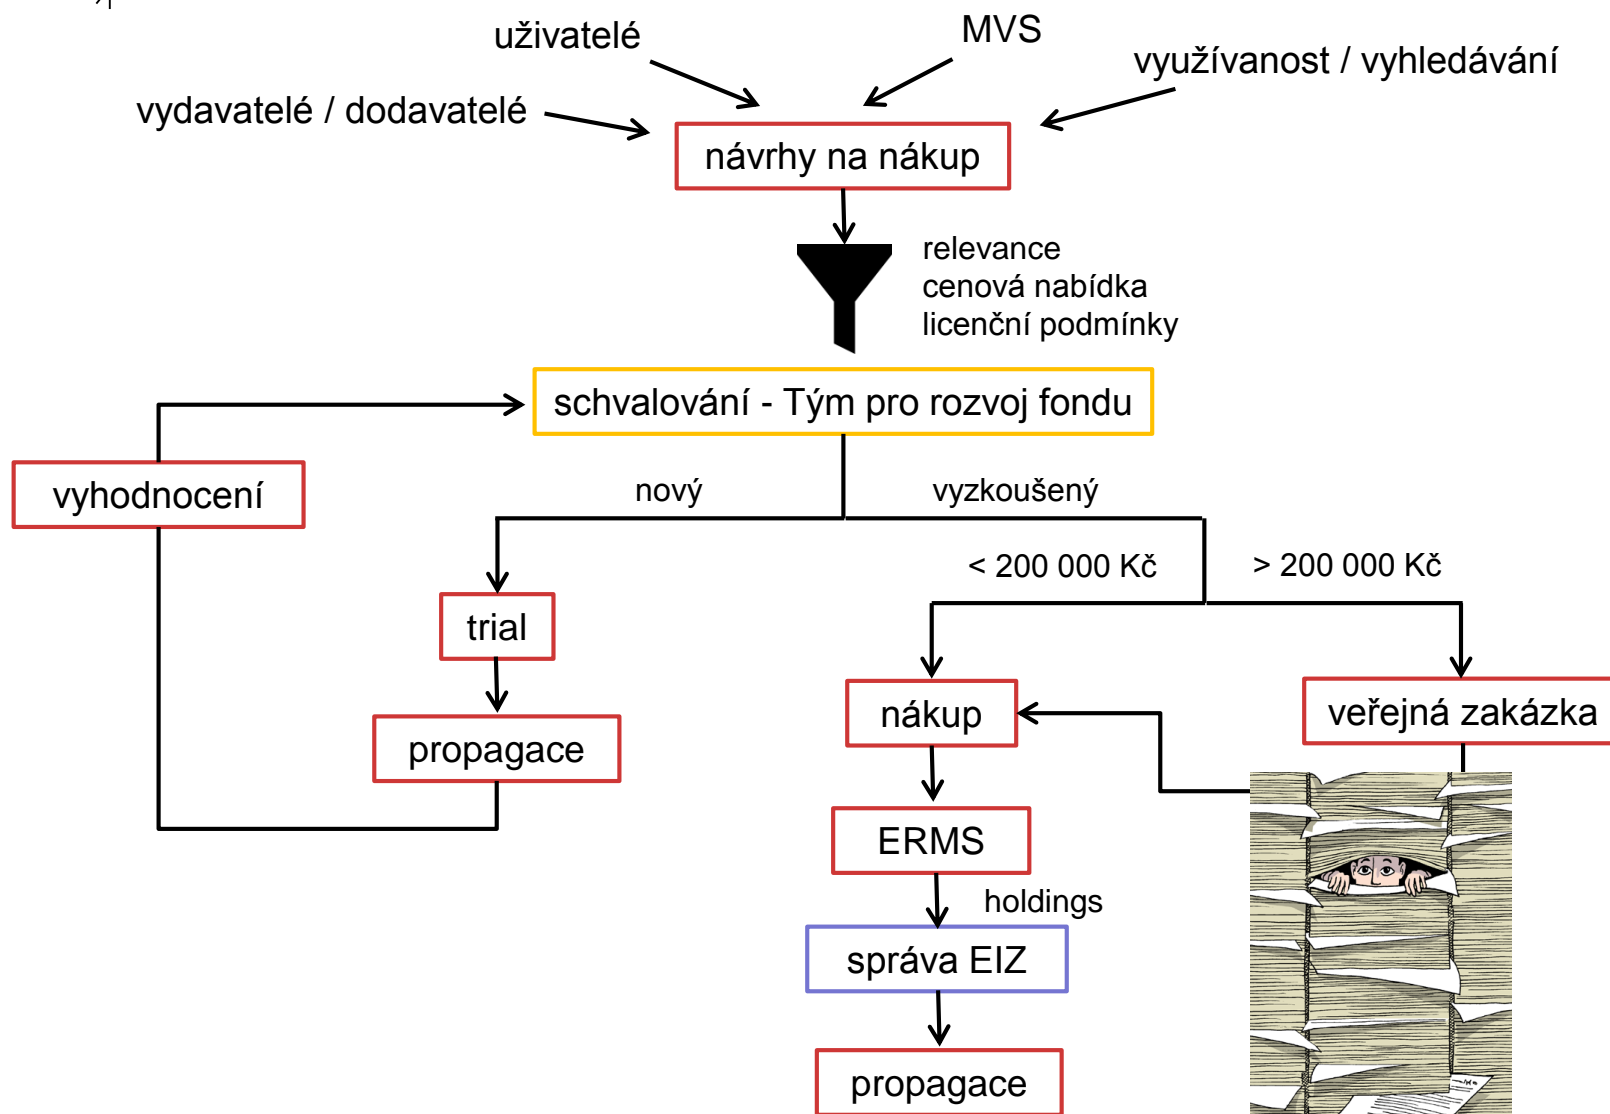 uživatelé
MVS
využívanost / vyhledávání
vydavatelé / dodavatelé
návrhy na nákup
relevance
cenová nabídka
licenční podmínky
schvalování - Tým pro rozvoj fondu
vyhodnocení
nový
vyzkoušený
< 200 000 Kč
> 200 000 Kč
trial
nákup
veřejná zakázka
propagace
ERMS
holdings
správa EIZ
propagace